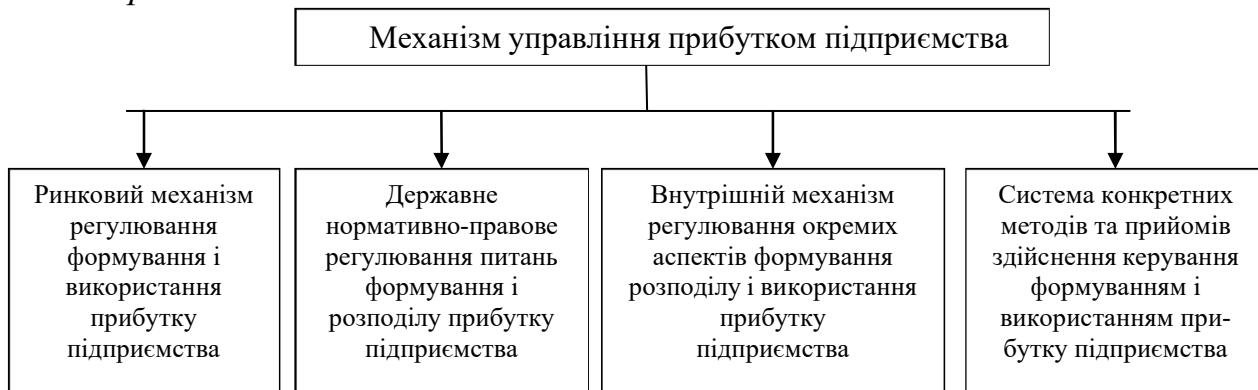 Механізм управління прибутком підприємства
Ринковий механізм
регулювання
формування і
використання
прибутку
підприємства
Державне
нормативно-правове
регулювання питань
формування і
розподілу прибутку
підприємства
Внутрішній механізм
регулювання окремих
аспектів формування
розподілу і використання
прибутку
підприємства
Система конкретних
методів та прийомів
здійснення керування
формуванням і
використанням при-
бутку підприємства